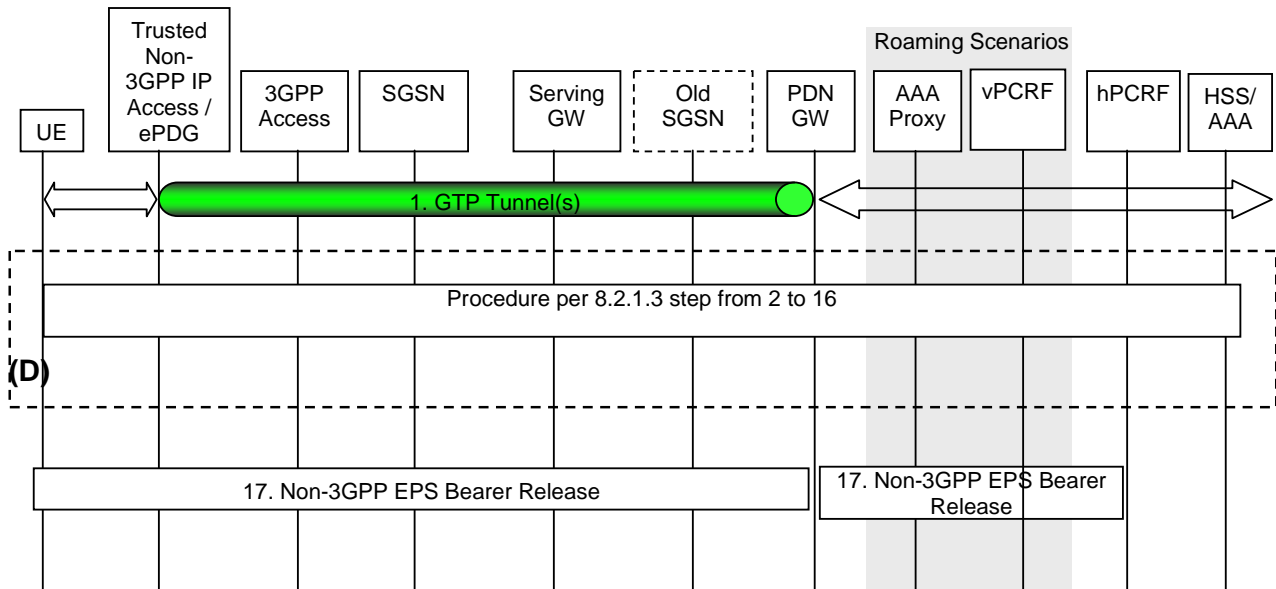 Roaming Scenarios
UE
Trusted
Non-
3GPP IP
Access /
ePDG
3GPP
Access
SGSN
Serving
GW
Old
SGSN
PDN
GW
AAA
Proxy
vPCRF
hPCRF
HSS/
AAA
1. GTP Tunnel(s)
Procedure per 8.2.1.3 step from 2 to 16
(D)
17. Non-3GPP EPS Bearer Release
17. Non-3GPP EPS Bearer
Release